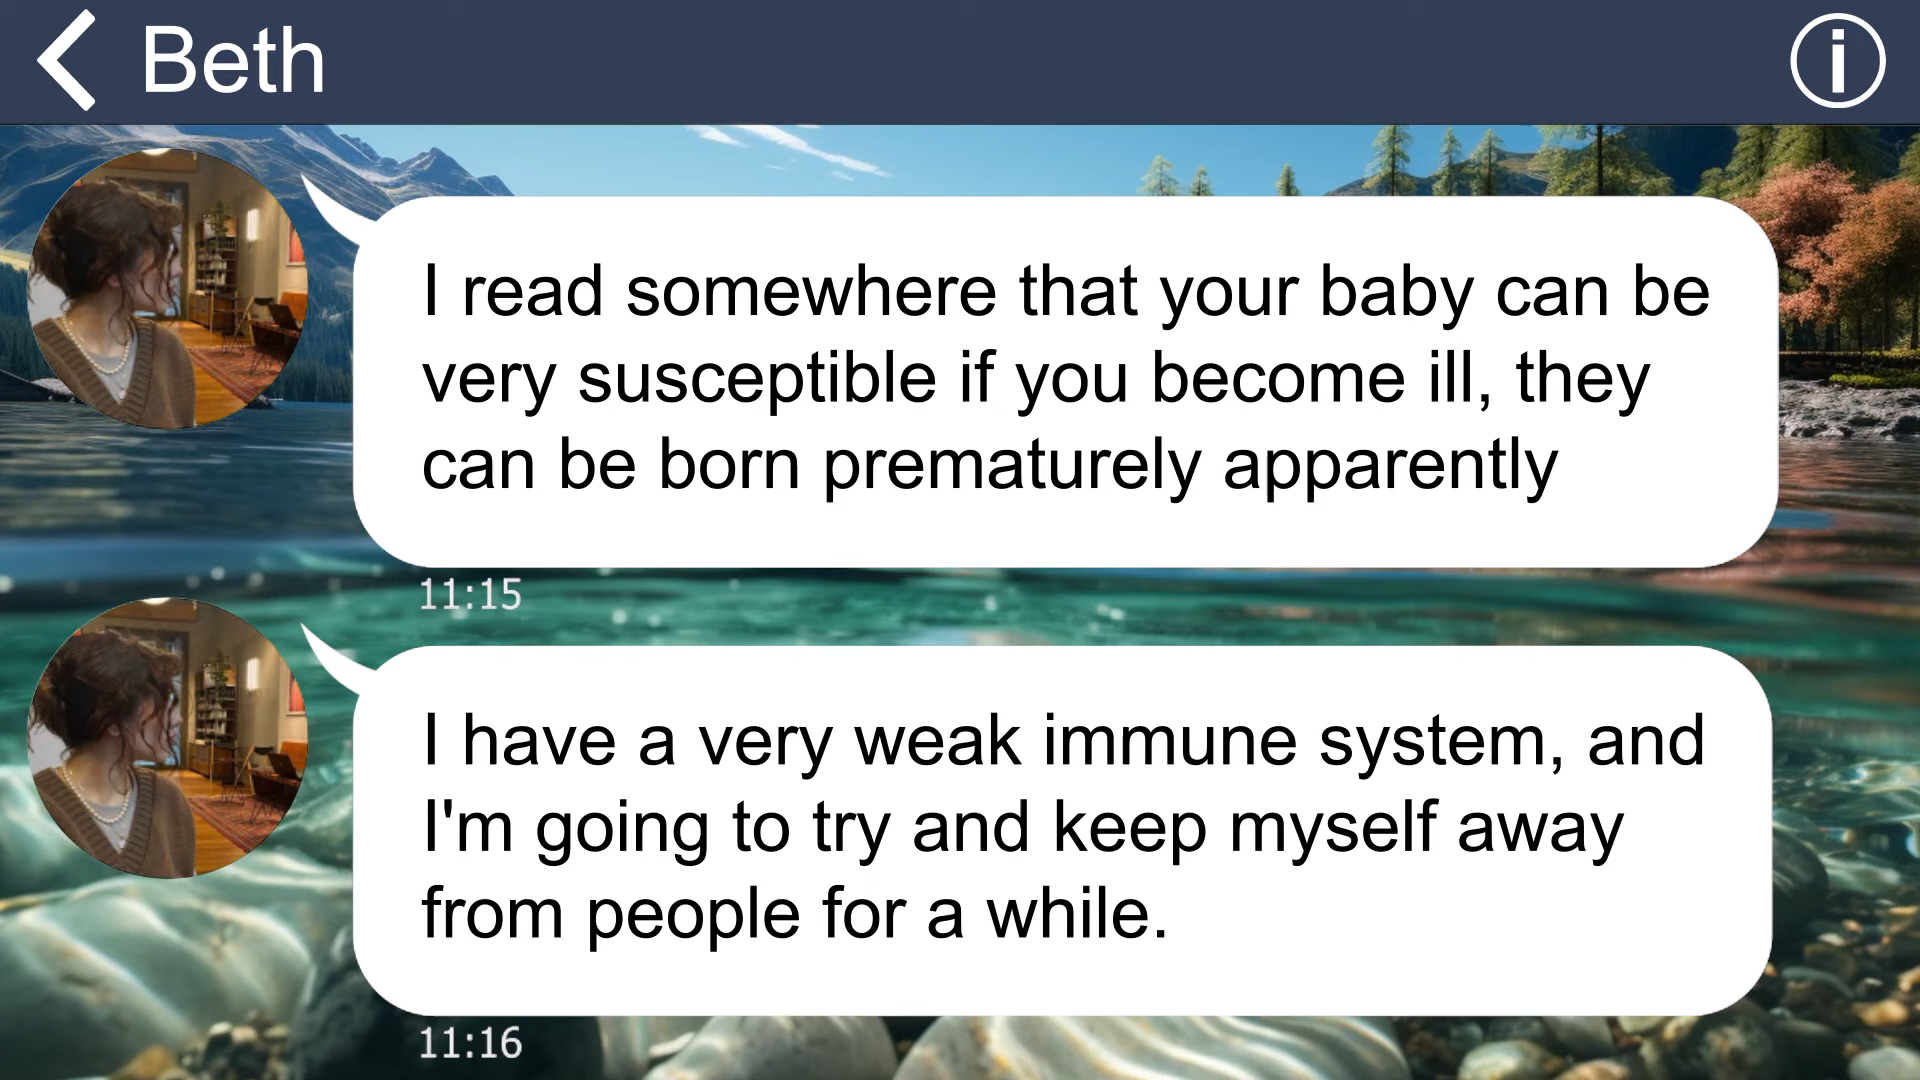 Beth
I read somewhere that your baby can be
very susceptible if you become ill, they
can be born prematurely apparently
11:15
I have a very weak immune system, and
I'm going to try and keep myself away
from people for a while.
11:16